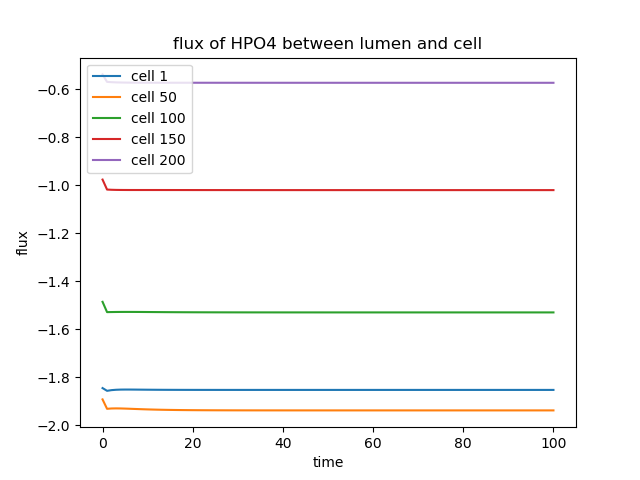 flux of HPO4 between lumen and cell
cell 1
cell 50
cell 100
cell 150
cell 200
flux
−0.6
−0.8
−1.0
−1.2
−1.4
−1.6
−1.8
−2.0
0 20 40 60 80 100
time